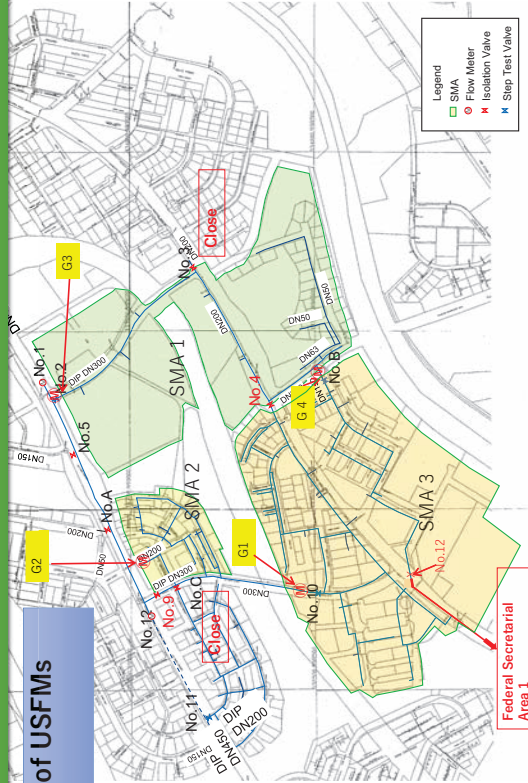 of USFMs
Legend
SMA
Flow Meter
Isolation Valve
Step Test Valve
G3
No.1
No.2
DIP DN300
No.3
DN200
Close
DN200
No.5
DN150
SMA 1
DN50
DN50
DN63
No.4
No.B
G 4
No.A
DN200
DN50
G2
SMA 2
DN200
DIP DN300
No.12
No.9
No.C
Close
G1
DN300
No.10
No.11
DIP
DN200
DN450
DIP
DN150
SMA 3
No.12
Federal Secretarial
Area 1